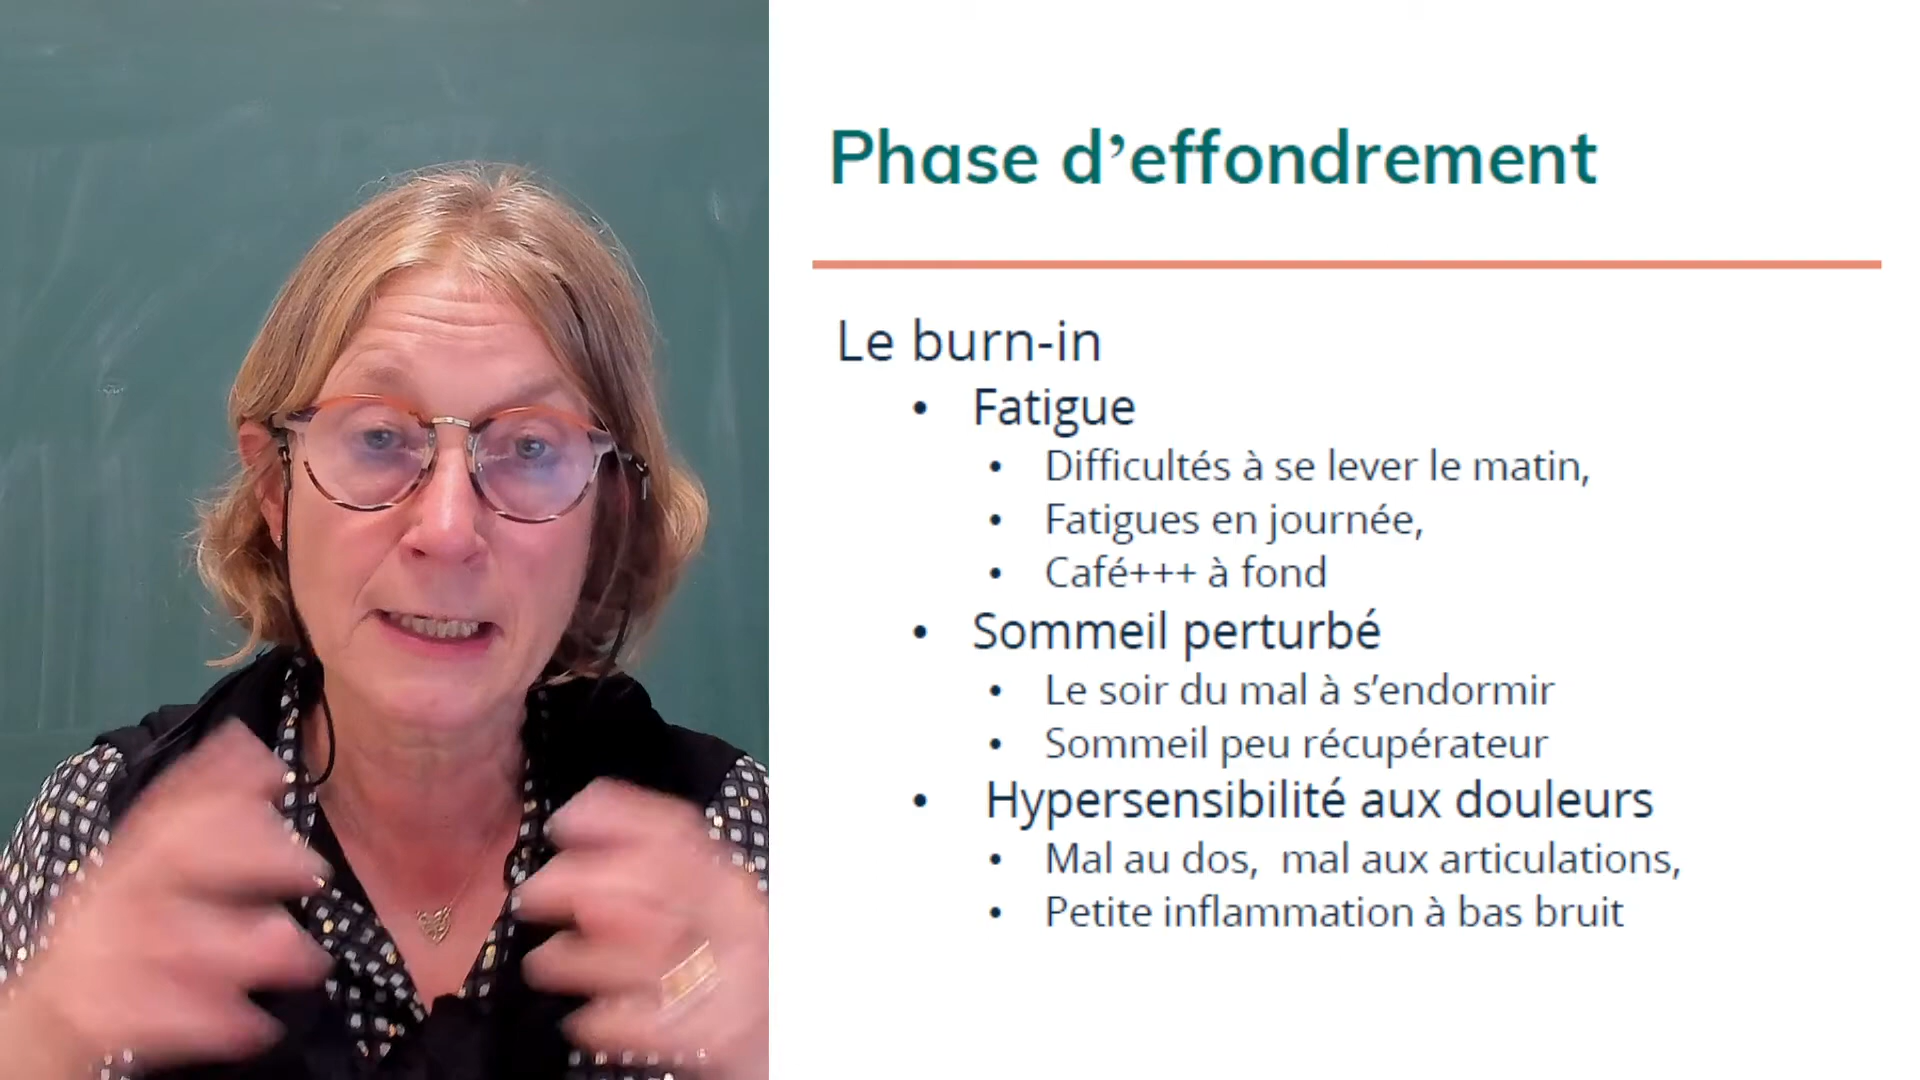 Phase d’effondrement
Le burn-in
• Fatigue
• Difficultés à se lever le matin,
• Fatigues en journée,
• Café+++ à fond
• Sommeil perturbé
• Le soir du mal à s’endormir
• Sommeil peu récupérateur
• Hypersensibilité aux douleurs
• Mal au dos, mal aux articulations,
• Petite inflammation à bas bruit